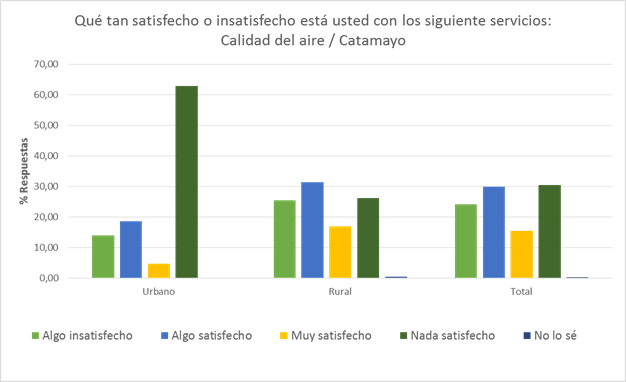 Qué tan satisfecho o insatisfecho está usted con los siguiente servicios:
Calidad del aire / Catamayo
% Respuestas
70,00
60,00
50,00
40,00
30,00
20,00
10,00
0,00
Urbano Rural Total
Algo insatisfecho Algo satisfecho Muy satisfecho Nada satisfecho No lo sé